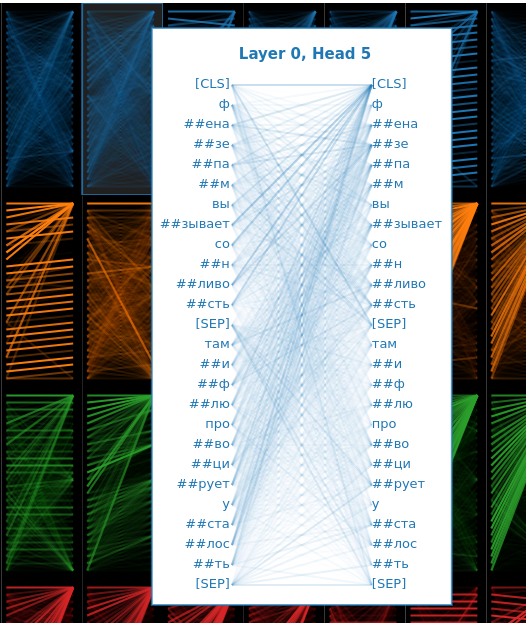 Layer 0, Head 5
[CLS] [CLS]
ф ф
##ена ##ена
##зе ##зе
##па ##па
##м ##м
вы вы
##зывает ##зывает
со со
##н ##н
##ливо ##ливо
##сть ##сть
[SEP] [SEP]
там там
##и ##и
##ф ##ф
##лю ##лю
про про
##во ##во
##ци ##ци
##рует ##рует
у у
##ста ##ста
##лос ##лос
##ть ##ть
[SEP] [SEP]